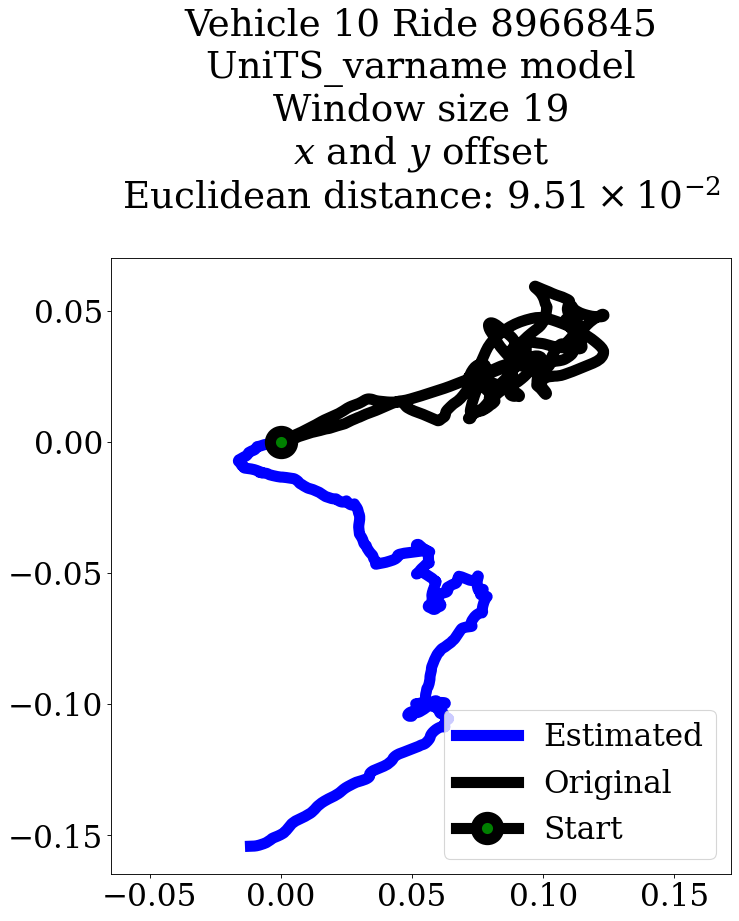 Vehicle 10 Ride 8966845
UniTS_varname model
Window size 19
x and y offset
Euclidean distance: 9.51 × 10⁻²
0.05
0.00
−0.05
−0.10
−0.15
Estimated
Original
Start
−0.05
0.00
0.05
0.10
0.15